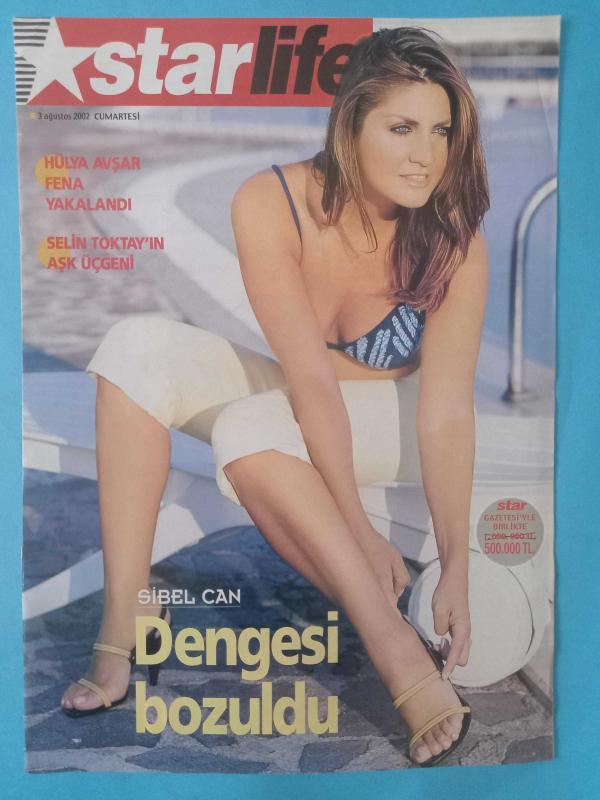 starlife
3 ağustos 2002 CUMARTESİ
HÜLYA AVŞAR
FENA
YAKALANDI
SELİN TOKTAY'IN
AŞK ÜÇGENİ
star
GAZETESİ'YLE
BİRLİKTE
500.000 TL
SİBEL CAN
Dengesi
bozuldu